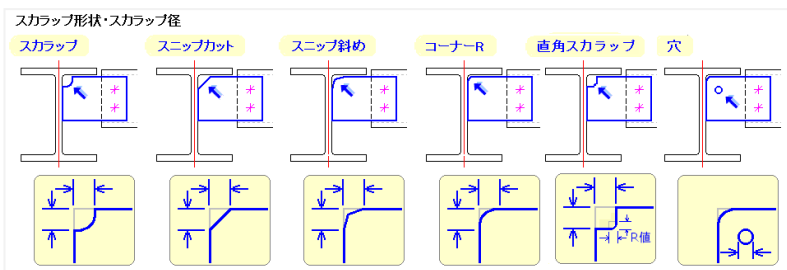 スカラップ形状・スカラップ径
スカラップ
スニップカット
スニップ斜め
コーナーR
直角スカラップ
穴
R値